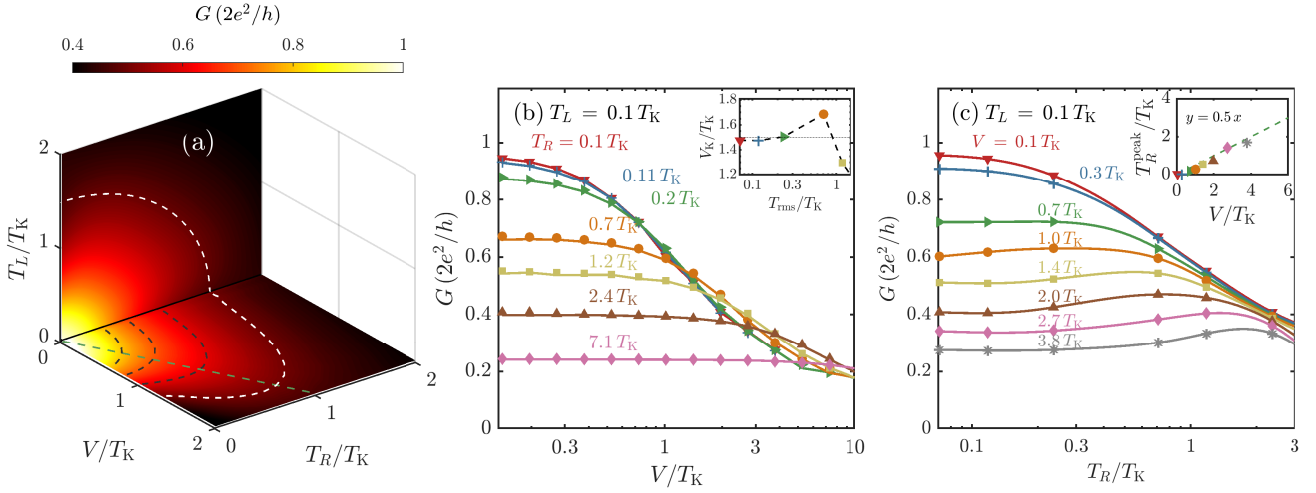 G (2e²/h)
0.4 0.6 0.8 1
(a)
2
1
0
T_L/T_K
0
1
2
V/T_K
0
1
2
T_R/T_K
(b) T_L = 0.1 T_K
T_R = 0.1 T_K
0.11 T_K
0.2 T_K
0.7 T_K
1.2 T_K
2.4 T_K
7.1 T_K
1
0.8
0.6
0.4
0.2
0
G (2e²/h)
0.3 1 3 10
V/T_K
1.8
1.6
1.4
1.2
V_K/T_K
0.1 0.3 1
T_rms/T_K
(c) T_L = 0.1 T_K
V = 0.1 T_K
0.3 T_K
0.7 T_K
1.0 T_K
1.4 T_K
2.0 T_K
2.7 T_K
3.8 T_K
1
0.8
0.6
0.4
0.2
0
G (2e²/h)
0.1 0.3 1 3
T_R/T_K
4
2
0
T_R^peak/T_K
y = 0.5 x
0 2 4 6
V/T_K